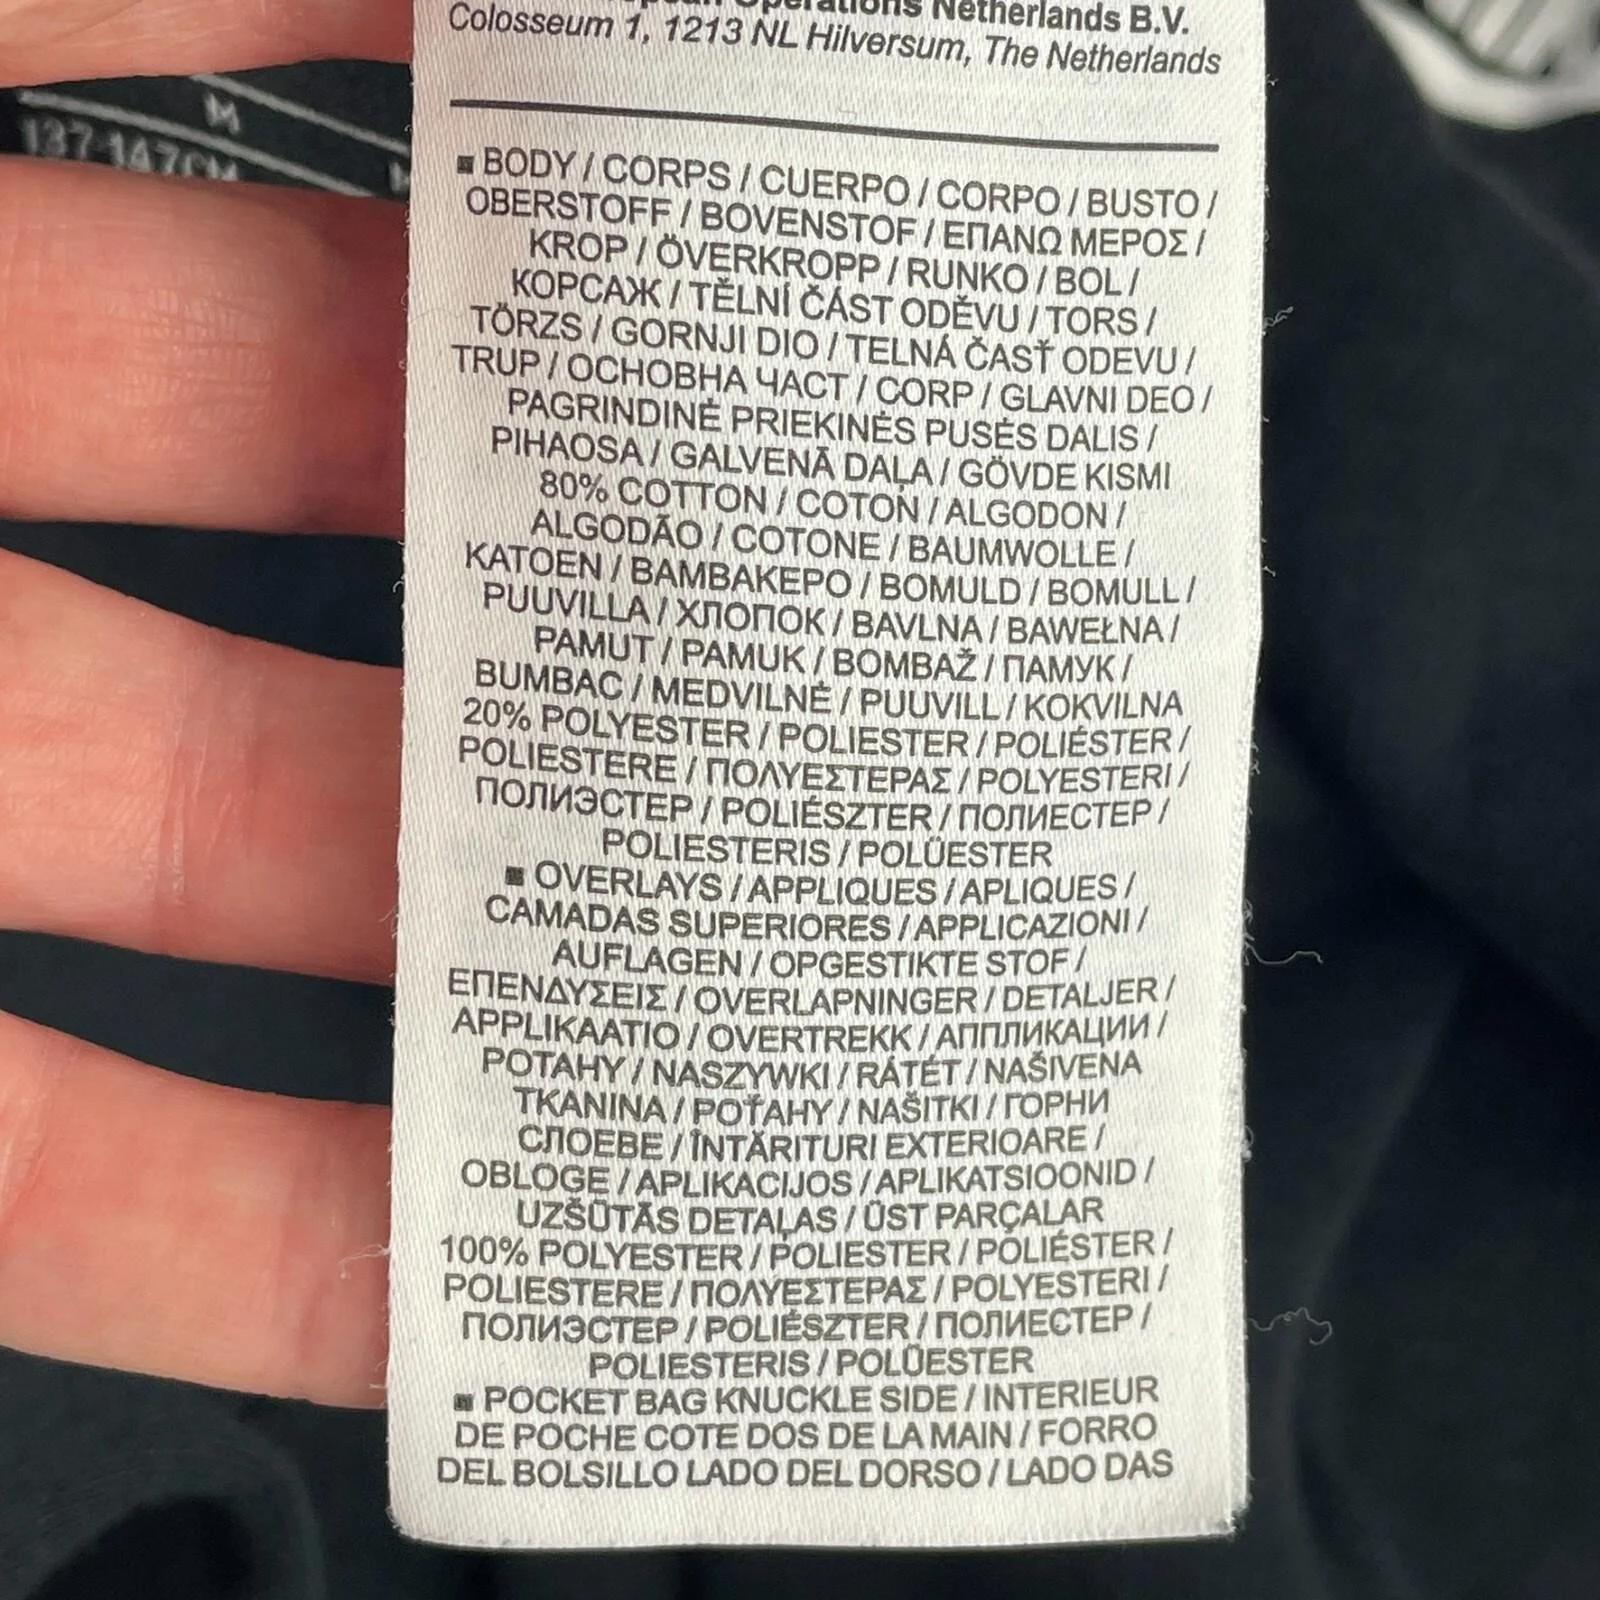 Operations Netherlands B.V.
Colosseum 1, 1213 NL Hilversum, The Netherlands
M
137-147CM
■ BODY / CORPS / CUERPO / CORPO / BUSTO /
OBERSTOFF / BOVENSTOF / ΕΠΑΝΩ ΜΕΡΟΣ /
KROP / ÖVERKROPP / RUNKO / BOL /
КОРСАЖ / TĚLNÍ ČÁST ODĚVU / TORS /
TÖRZS / GORNJI DIO / TELNÁ ČASŤ ODEVU /
TRUP / ОСНОВНА ЧАСТ / CORP / GLAVNI DEO /
PAGRINDINĖ PRIEKINĖS PUSĖS DALIS /
PIHAOSA / GALVENĀ DAĻA / GÖVDE KISMI
80% COTTON / COTON / ALGODON /
ALGODÃO / COTONE / BAUMWOLLE /
KATOEN / ΒΑΜΒΑΚΕΡΟ / BOMULD / BOMULL /
PUUVILLA / ХЛОПОК / BAVLNA / BAWEŁNA /
PAMUT / PAMUK / BOMBAŽ / ПАМУК /
BUMBAC / MEDVILNĖ / PUUVILL / KOKVILNA
20% POLYESTER / POLIESTER / POLIÉSTER /
POLIESTERE / ΠΟΛΥΕΣΤΕΡΑΣ / POLYESTERI /
ПОЛИЭСТЕР / POLIÉSZTER / ПОЛИЕСТЕР /
POLIESTERIS / POLÜESTER
■ OVERLAYS / APPLIQUES / APLIQUES /
CAMADAS SUPERIORES / APPLICAZIONI /
AUFLAGEN / OPGESTIKTE STOF /
ΕΠΕΝΔΥΣΕΙΣ / OVERLAPNINGER / DETALJER /
APPLIKAATIO / OVERTREKK / АППЛИКАЦИИ /
POTAHY / NASZYWKI / RÁTÉT / NAŠIVENA
TKANINA / POŤAHY / NAŠITKI / ГОРНИ
СЛОЕВЕ / ÎNTĂRITURI EXTERIOARE /
OBLOGE / APLIKACIJOS / APLIKATSIOONID /
UZŠŪTĀS DETAĻAS / ÜST PARÇALAR
100% POLYESTER / POLIESTER / POLIÉSTER /
POLIESTERE / ΠΟΛΥΕΣΤΕΡΑΣ / POLYESTERI /
ПОЛИЭСТЕР / POLIÉSZTER / ПОЛИЕСТЕР /
POLIESTERIS / POLÜESTER
■ POCKET BAG KNUCKLE SIDE / INTERIEUR
DE POCHE COTE DOS DE LA MAIN / FORRO
DEL BOLSILLO LADO DEL DORSO / LADO DAS